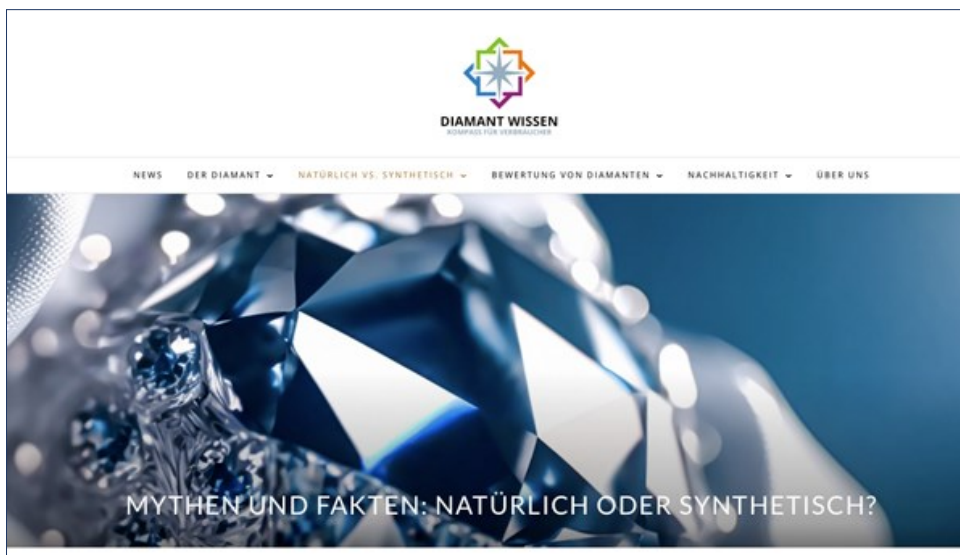 DIAMANT WISSEN
KOMPASS FÜR VERBRAUCHER
NEWS DER DIAMANT NATÜRLICH VS. SYNTHETISCH BEWERTUNG VON DIAMANTEN NACHHALTIGKEIT ÜBER UNS
MYTHEN UND FAKTEN: NATÜRLICH ODER SYNTHETISCH?